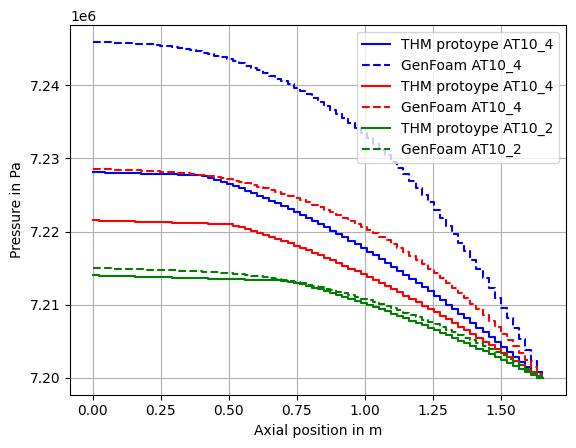 1e6
THM protoype AT10_4
GenFoam AT10_4
THM protoype AT10_4
GenFoam AT10_4
THM protoype AT10_2
GenFoam AT10_2
7.24
7.23
7.22
7.21
7.20
Pressure in Pa
0.00 0.25 0.50 0.75 1.00 1.25 1.50
Axial position in m